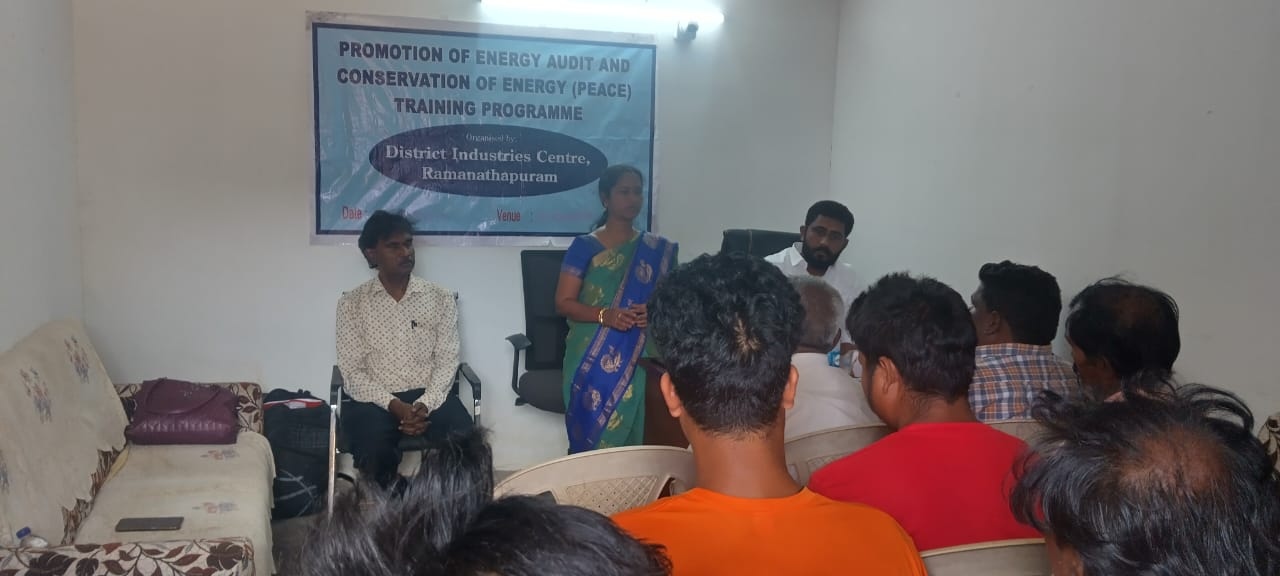 PROMOTION OF ENERGY AUDIT AND
CONSERVATION OF ENERGY (PEACE)
TRAINING PROGRAMME
Organised by:
District Industries Centre,
Ramanathapuram
Date :
Venue :